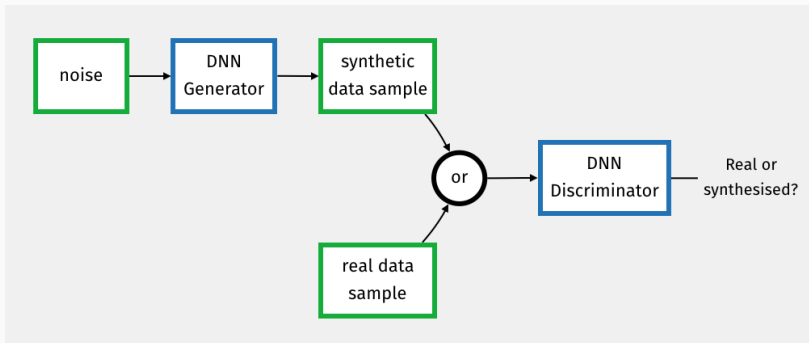 noise
DNN
Generator
synthetic
data sample
or
DNN
Discriminator
Real or
synthesised?
real data
sample